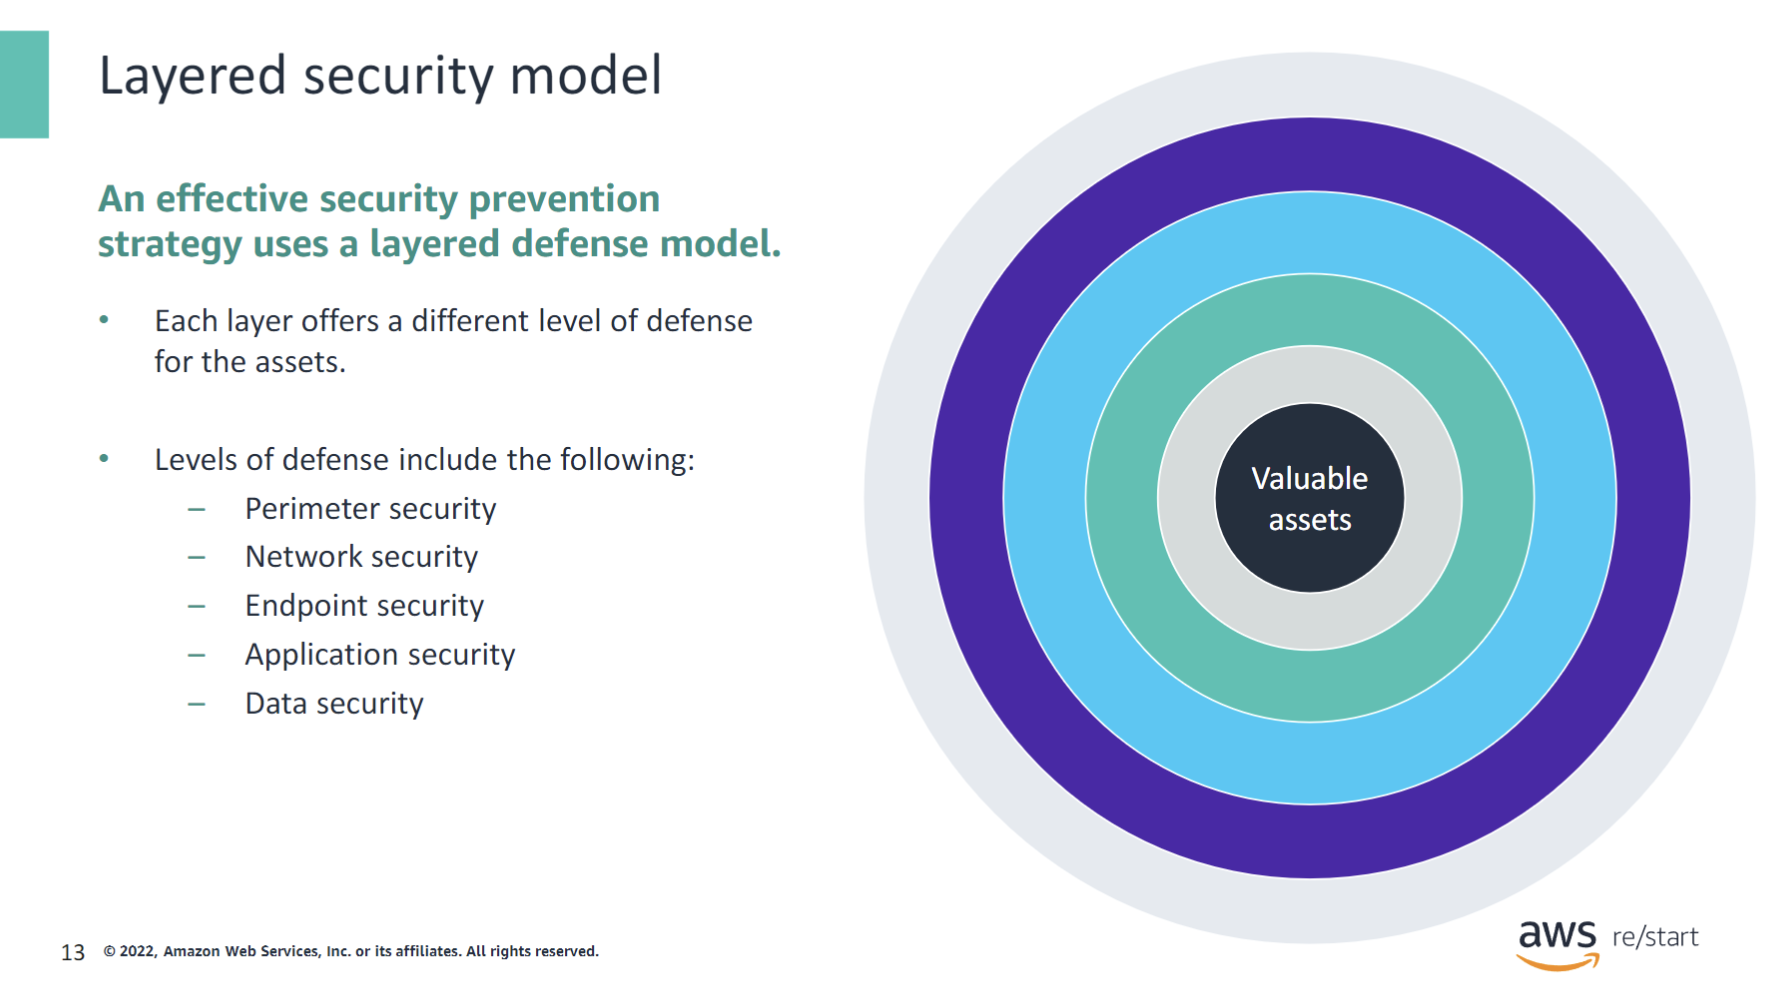 Layered security model
An effective security prevention
strategy uses a layered defense model.
• Each layer offers a different level of defense
for the assets.
• Levels of defense include the following:
– Perimeter security
– Network security
– Endpoint security
– Application security
– Data security
Valuable
assets
13 © 2022, Amazon Web Services, Inc. or its affiliates. All rights reserved.
aws re/start